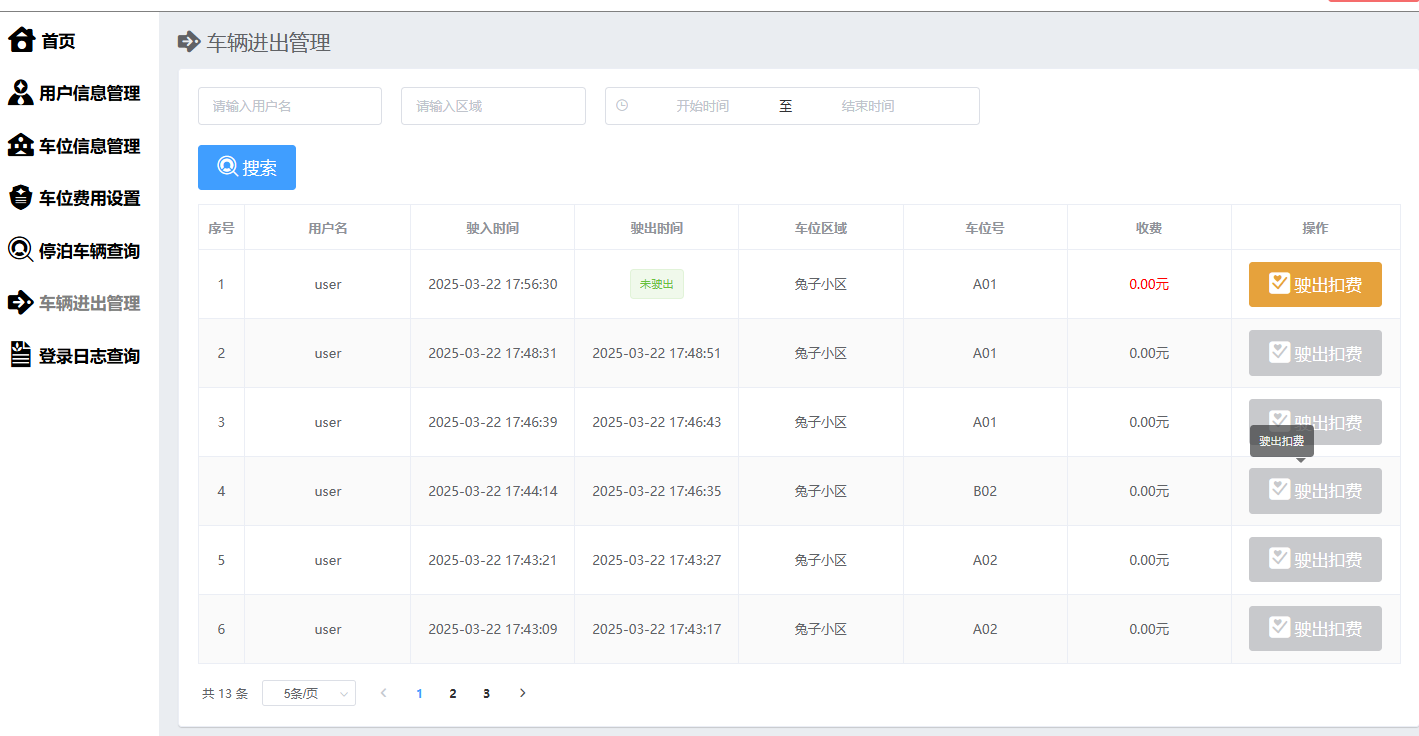 首页
用户信息管理
车位信息管理
车位费用设置
停泊车辆查询
车辆进出管理
登录日志查询
车辆进出管理
请输入用户名 请输入区域 开始时间 至 结束时间
搜索
序号 用户名 驶入时间 驶出时间 车位区域 车位号 收费 操作
1 user 2025-03-22 17:56:30 未驶出 兔子小区 A01 0.00元 驶出扣费
2 user 2025-03-22 17:48:31 2025-03-22 17:48:51 兔子小区 A01 0.00元 驶出扣费
3 user 2025-03-22 17:46:39 2025-03-22 17:46:43 兔子小区 A01 0.00元 驶出扣费
驶出扣费
4 user 2025-03-22 17:44:14 2025-03-22 17:46:35 兔子小区 B02 0.00元 驶出扣费
5 user 2025-03-22 17:43:21 2025-03-22 17:43:27 兔子小区 A02 0.00元 驶出扣费
6 user 2025-03-22 17:43:09 2025-03-22 17:43:17 兔子小区 A02 0.00元 驶出扣费
共 13 条 5条/页 1 2 3